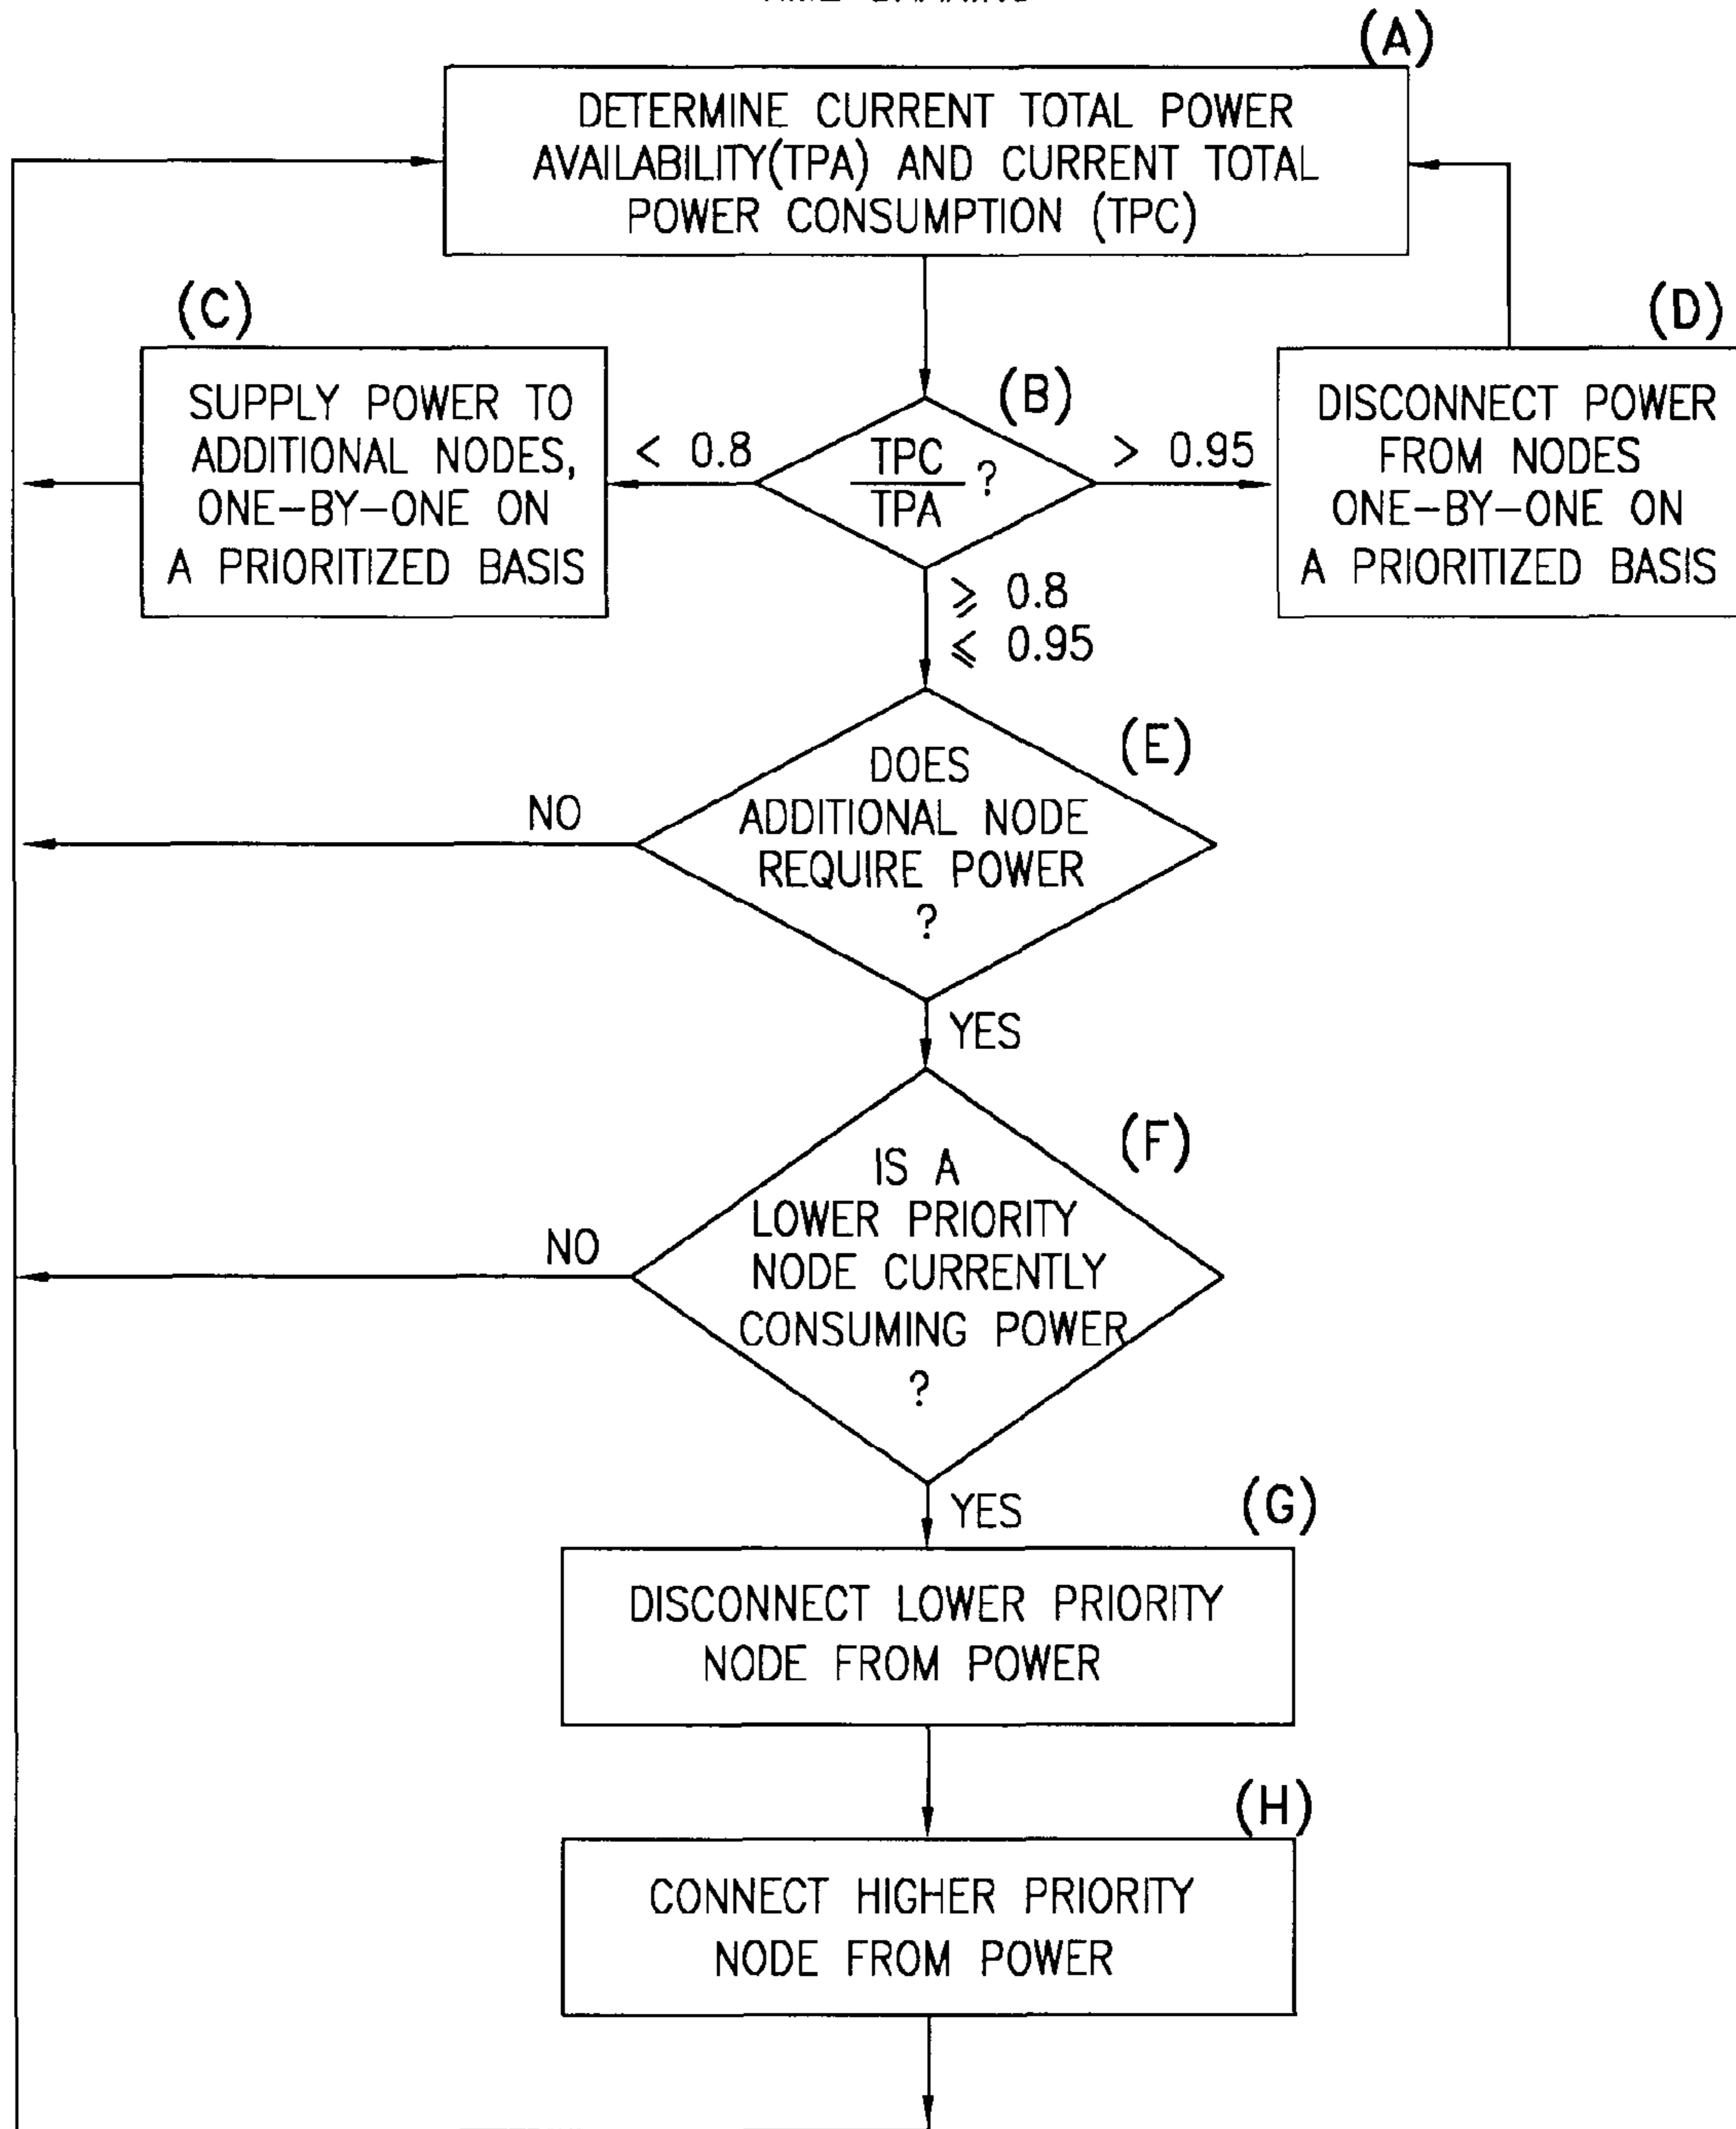 (A)
DETERMINE CURRENT TOTAL POWER
AVAILABILITY(TPA) AND CURRENT TOTAL
POWER CONSUMPTION (TPC)
(C)
SUPPLY POWER TO
ADDITIONAL NODES,
ONE-BY-ONE ON
A PRIORITIZED BASIS
< 0.8
(B)
TPC
TPA
?
> 0.95
(D)
DISCONNECT POWER
FROM NODES
ONE-BY-ONE ON
A PRIORITIZED BASIS
⩾ 0.8
⩽ 0.95
(E)
DOES
ADDITIONAL NODE
REQUIRE POWER
?
NO
YES
(F)
IS A
LOWER PRIORITY
NODE CURRENTLY
CONSUMING POWER
?
NO
YES
(G)
DISCONNECT LOWER PRIORITY
NODE FROM POWER
(H)
CONNECT HIGHER PRIORITY
NODE FROM POWER